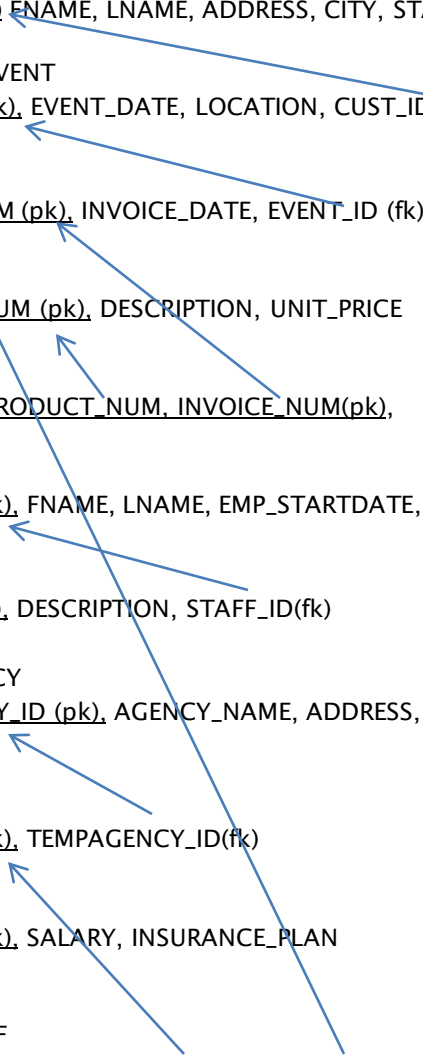 FNAME, LNAME, ADDRESS, CITY, STA
VENT
k), EVENT_DATE, LOCATION, CUST_ID
M (pk), INVOICE_DATE, EVENT_ID (fk)
UM (pk), DESCRIPTION, UNIT_PRICE
RODUCT_NUM, INVOICE_NUM(pk),
k), FNAME, LNAME, EMP_STARTDATE,
), DESCRIPTION, STAFF_ID(fk)
CY
Y_ID (pk), AGENCY_NAME, ADDRESS,
k), TEMPAGENCY_ID(fk)
k), SALARY, INSURANCE_PLAN
F